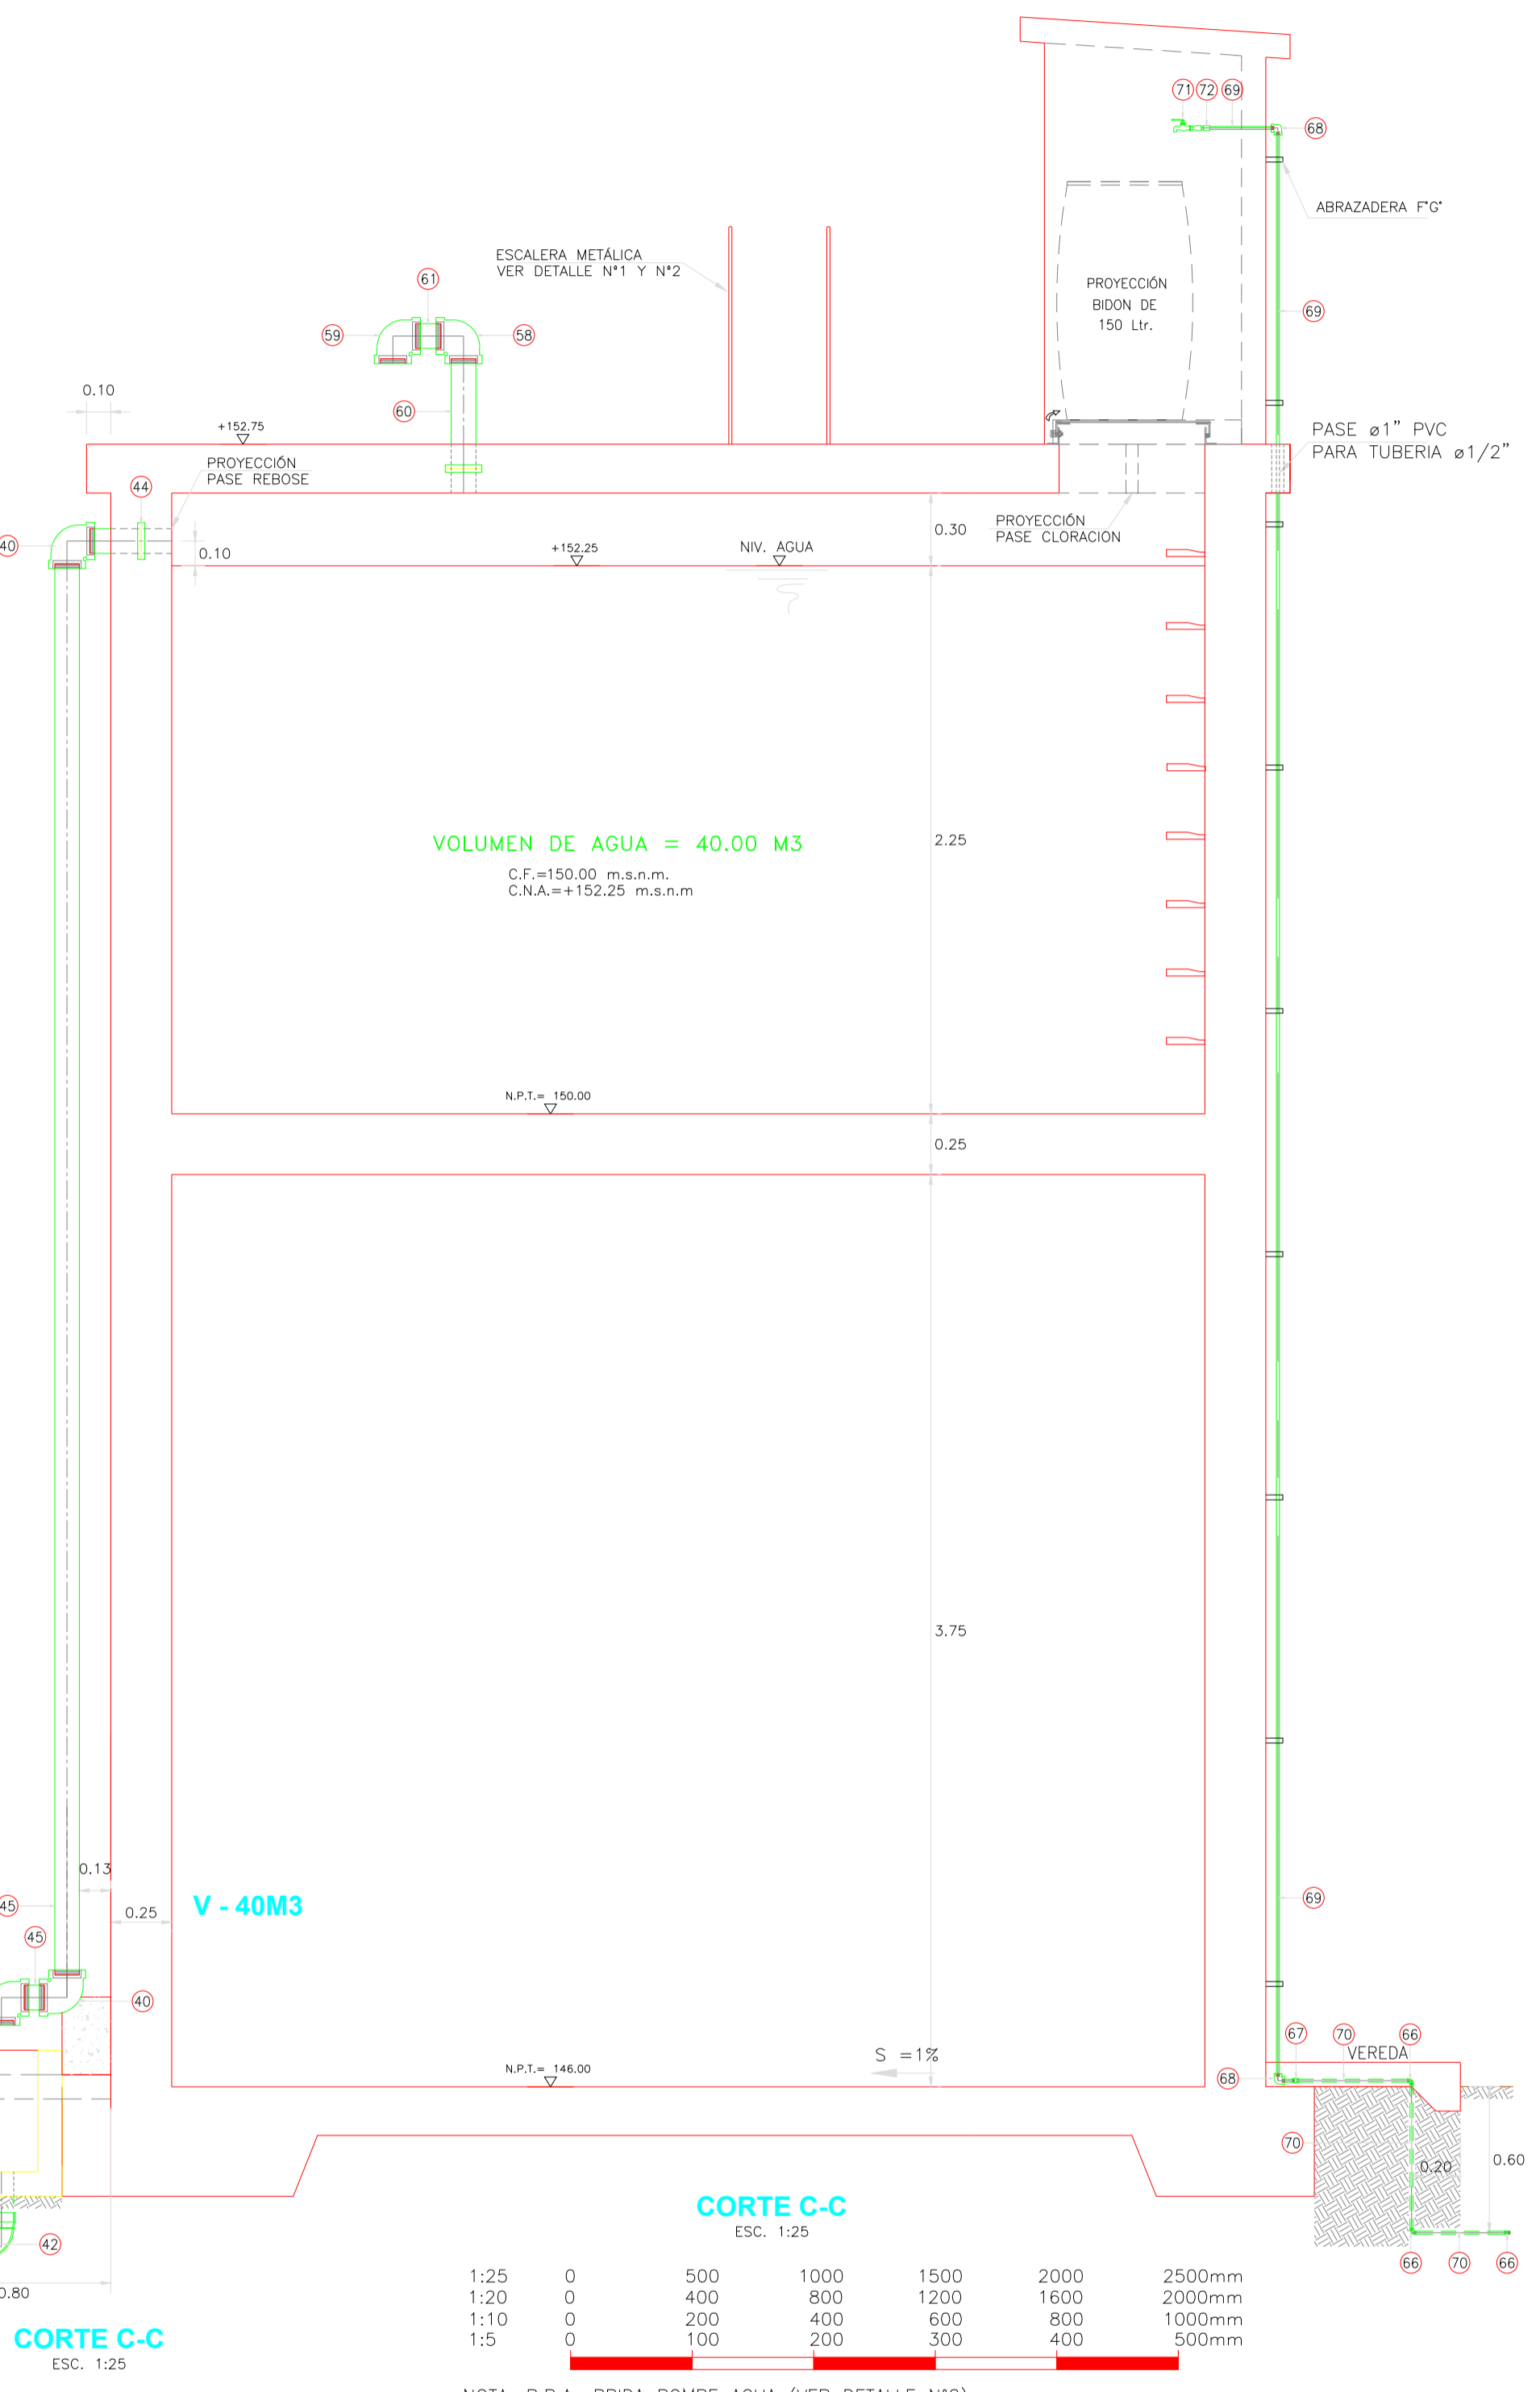 71 72 69
68
ABRAZADERA F°G°
ESCALERA METÁLICA
VER DETALLE N°1 Y N°2
61
59
58
PROYECCIÓN
BIDON DE
150 Ltr.
69
0.10
60
+152.75
PASE ø1" PVC
PARA TUBERIA ø1/2"
PROYECCIÓN
PASE REBOSE
44
40
0.10
+152.25
NIV. AGUA
0.30
PROYECCIÓN
PASE CLORACION
VOLUMEN DE AGUA = 40.00 M3
C.F.=150.00 m.s.n.m.
C.N.A.=+152.25 m.s.n.m
2.25
N.P.T.= 150.00
0.25
3.75
0.13
45
0.25
V - 40M3
69
45
40
67 70 66
VEREDA
S =1%
N.P.T.= 146.00
68
70
0.20
0.60
CORTE C-C
ESC. 1:25
42
66 70 66
0.80
CORTE C-C
ESC. 1:25
1:25 0 500 1000 1500 2000 2500mm
1:20 0 400 800 1200 1600 2000mm
1:10 0 200 400 600 800 1000mm
1:5 0 100 200 300 400 500mm